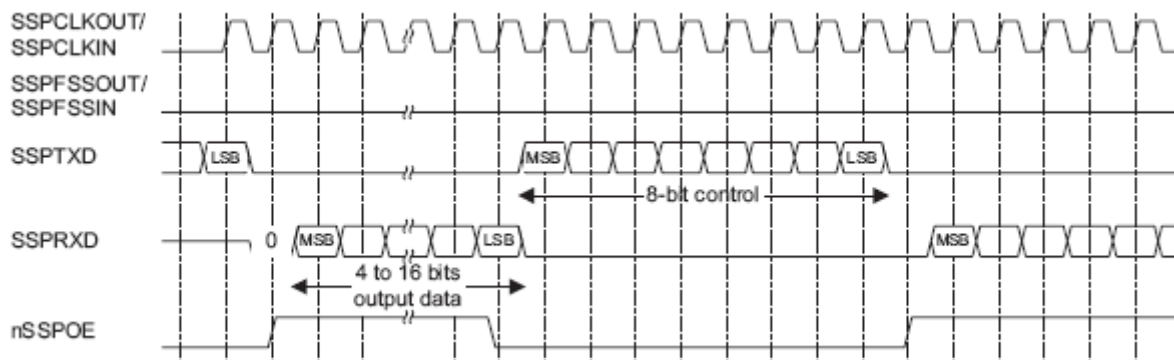 SSPCLKOUT/
SSPCLKIN
SSPFSSOUT/
SSPFSSIN
SSPTXD
LSB
MSB
LSB
8-bit control
SSPRXD
0
MSB
LSB
MSB
4 to 16 bits
output data
nSSPOE